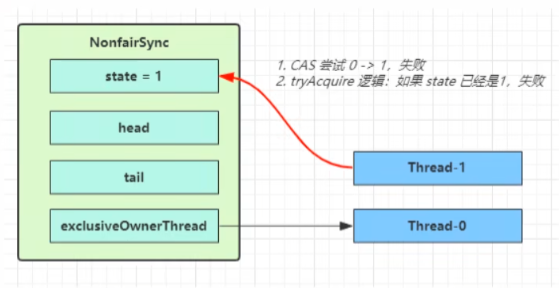 NonfairSync
state = 1
head
tail
exclusiveOwnerThread
1. CAS 尝试 0 -> 1，失败
2. tryAcquire 逻辑：如果 state 已经是1，失败
Thread-1
Thread-0